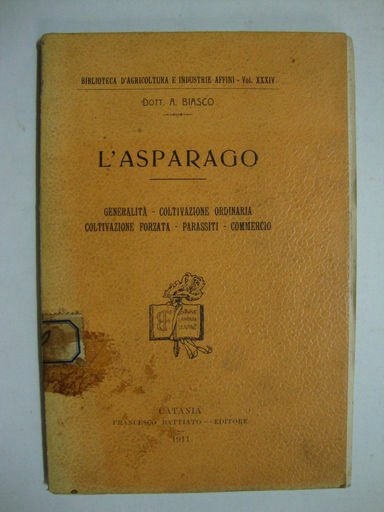 BIBLIOTECA D'AGRICOLTURA E INDUSTRIE AFFINI - Vol. XXXIV
DOTT. A. BIASCO
L'ASPARAGO
GENERALITÀ - COLTIVAZIONE ORDINARIA
COLTIVAZIONE FORZATA - PARASSITI - COMMERCIO
CATANIA
FRANCESCO BATTIATO - EDITORE
1911